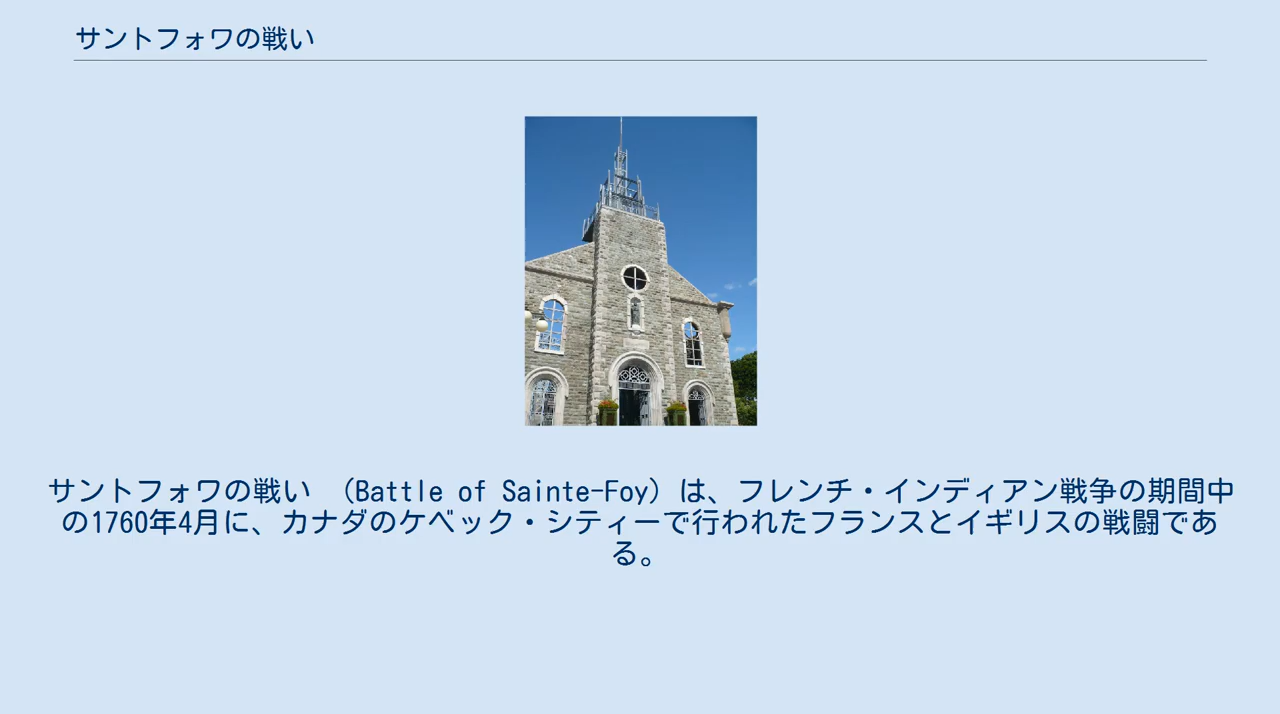 サントフォワの戦い
サントフォワの戦い （Battle of Sainte-Foy）は、フレンチ・インディアン戦争の期間中
の1760年4月に、カナダのケベック・シティーで行われたフランスとイギリスの戦闘であ
る。